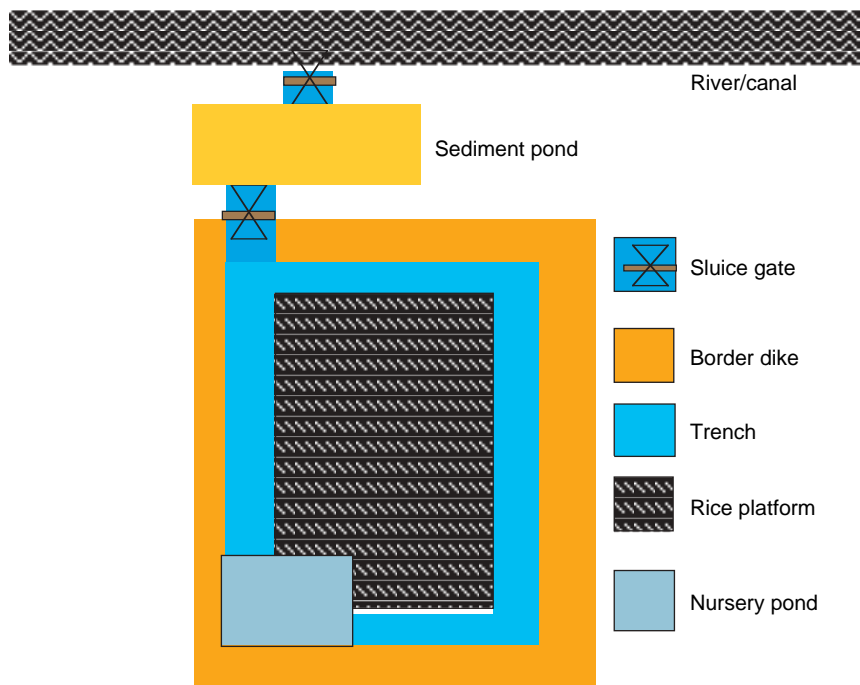 River/canal
Sediment pond
Sluice gate
Border dike
Trench
Rice platform
Nursery pond